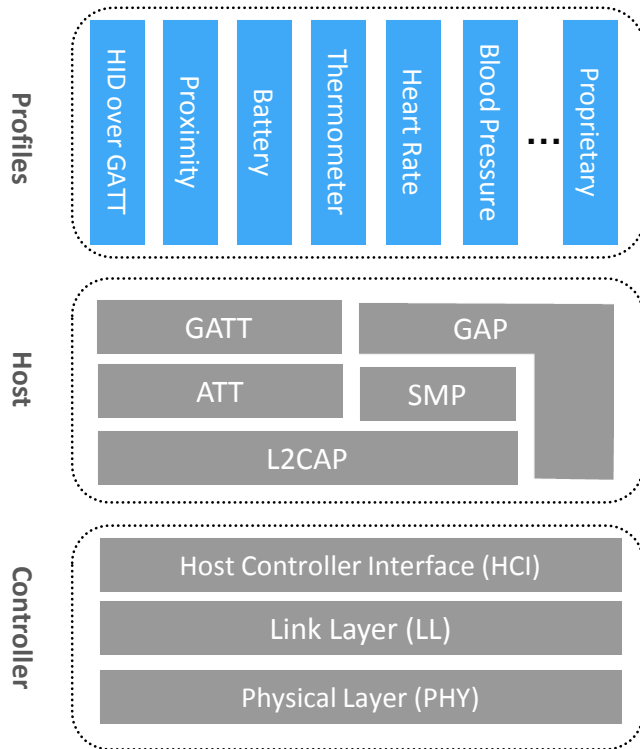 Profiles
HID over GATT
Proximity
Battery
Thermometer
Heart Rate
Blood Pressure
...
Proprietary
Host
GATT
GAP
ATT
SMP
L2CAP
Controller
Host Controller Interface (HCI)
Link Layer (LL)
Physical Layer (PHY)